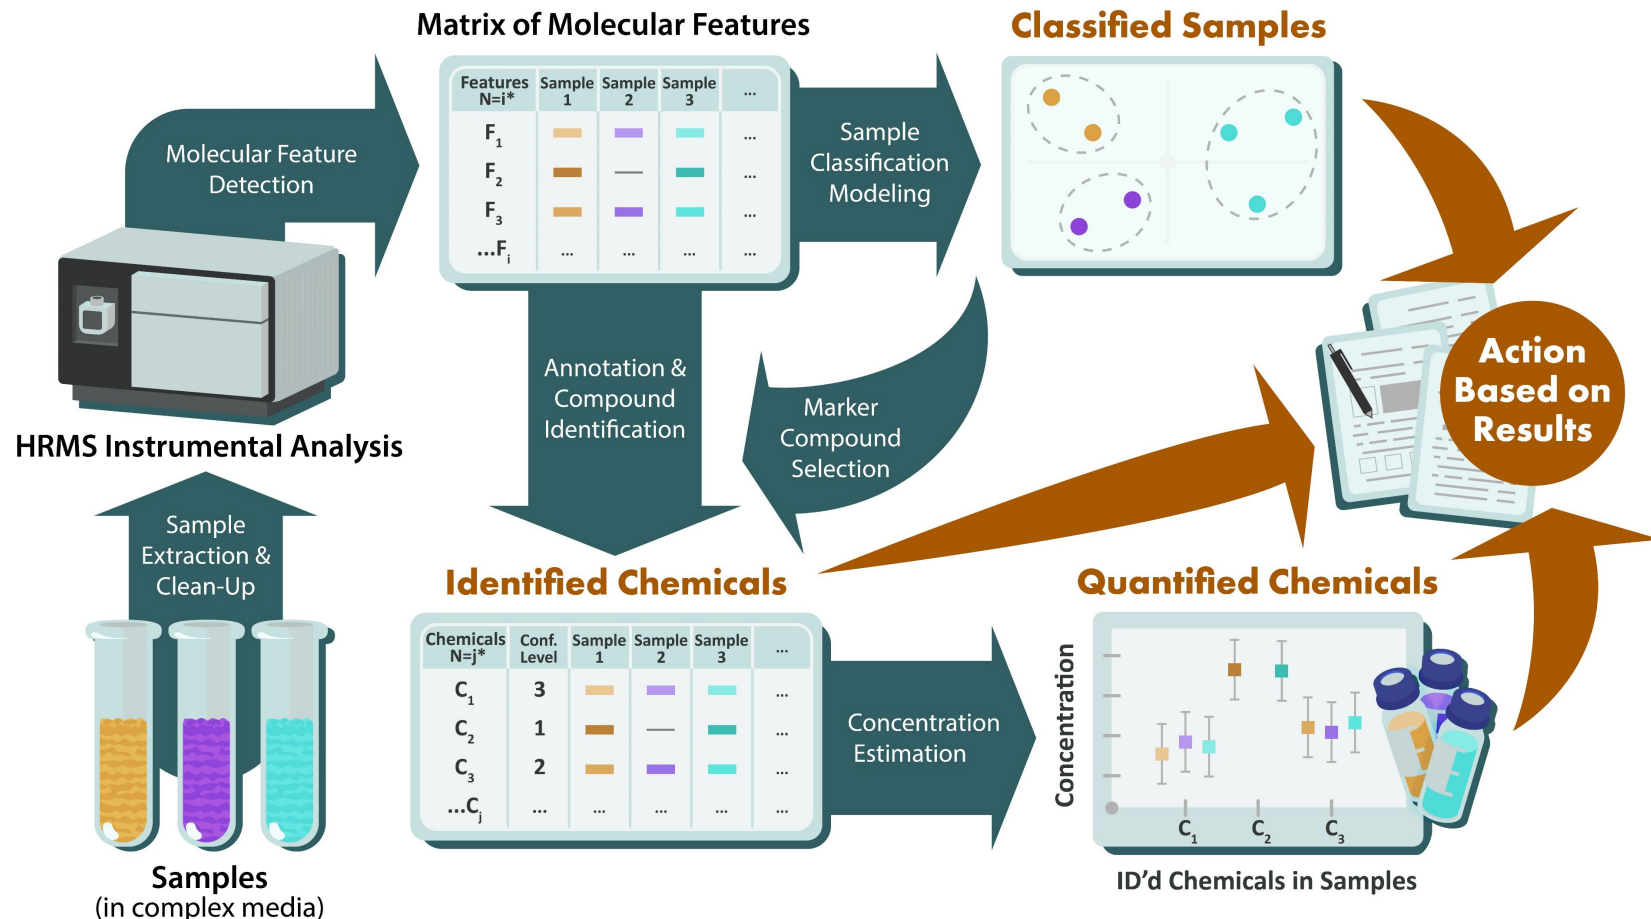 Matrix of Molecular Features
Classified Samples
Molecular Feature
Detection
Features
N=i*
Sample
1
Sample
2
Sample
3
...
F1
...
F2
—
...
F3
...
...Fi
...
...
...
...
Sample
Classification
Modeling
HRMS Instrumental Analysis
Annotation &
Compound
Identification
Marker
Compound
Selection
Action
Based on
Results
Sample
Extraction &
Clean-Up
Samples
(in complex media)
Identified Chemicals
Chemicals
N=j*
Conf.
Level
Sample
1
Sample
2
Sample
3
...
C1
3
...
C2
1
—
...
C3
2
...
...Cj
...
...
...
...
...
Concentration
Estimation
Quantified Chemicals
Concentration
C1
C2
C3
ID’d Chemicals in Samples